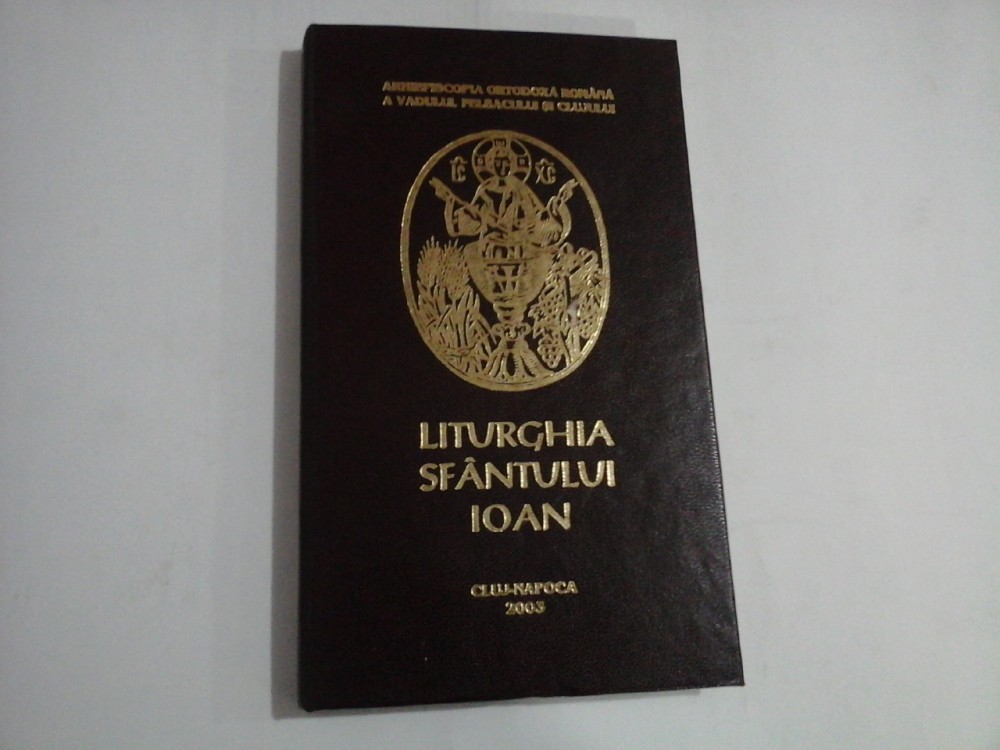 ARHIEPISCOPIA ORTODOXĂ ROMÂNĂ
A VADULUI, FELEACULUI ȘI CLUJULUI
IC XC
LITURGHIA
SFÂNTULUI
IOAN
CLUJ-NAPOCA
2003